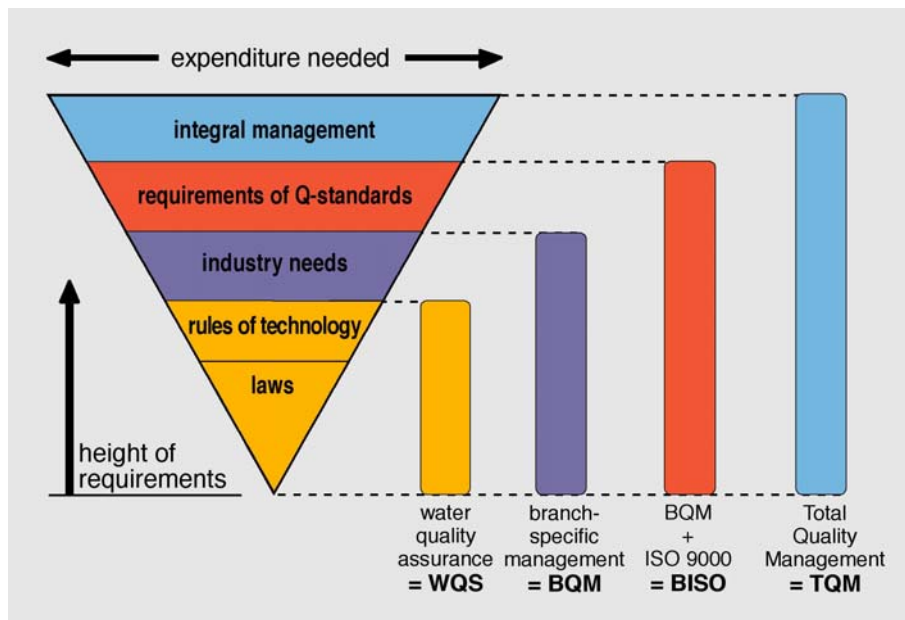 expenditure needed
integral management
requirements of Q-standards
industry needs
rules of technology
laws
height of
requirements
water
quality
assurance
= WQS
branch-
specific
management
= BQM
BQM
+
ISO 9000
= BISO
Total
Quality
Management
= TQM